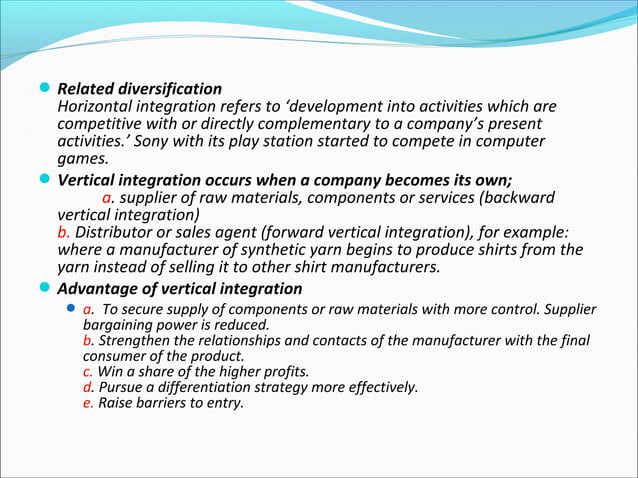 Related diversification
Horizontal integration refers to ‘development into activities which are
competitive with or directly complementary to a company’s present
activities.’ Sony with its play station started to compete in computer
games.
Vertical integration occurs when a company becomes its own;
a. supplier of raw materials, components or services (backward
vertical integration)
b. Distributor or sales agent (forward vertical integration), for example:
where a manufacturer of synthetic yarn begins to produce shirts from the
yarn instead of selling it to other shirt manufacturers.
Advantage of vertical integration
a. To secure supply of components or raw materials with more control. Supplier
bargaining power is reduced.
b. Strengthen the relationships and contacts of the manufacturer with the final
consumer of the product.
c. Win a share of the higher profits.
d. Pursue a differentiation strategy more effectively.
e. Raise barriers to entry.